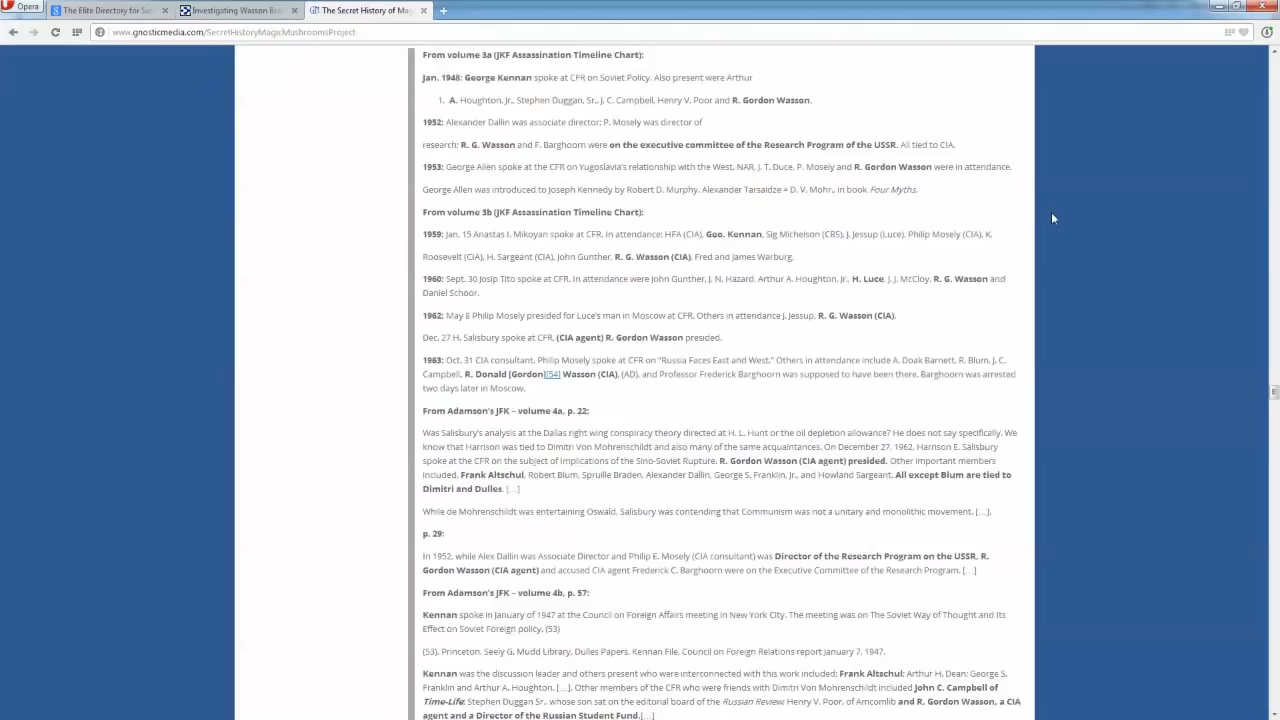 Opera
The Elite Directory for Sa
Investigating Wasson Bra
The Secret History of Mag
www.gnosticmedia.com/SecretHistoryMagicMushroomsProject
From volume 3a (JKF Assassination Timeline Chart):
Jan. 1948: George Kennan spoke at CFR on Soviet Policy. Also present were Arthur
1. A. Houghton, Jr., Stephen Duggan, Sr., J. C. Campbell, Henry V. Poor and R. Gordon Wasson.
1952: Alexander Dallin was associate director; P. Mosely was director of
research; R. G. Wasson and F. Barghoorn were on the executive committee of the Research Program of the USSR. All tied to CIA.
1953: George Allen spoke at the CFR on Yugoslavia's relationship with the West. NAR, J. T. Duce, P. Mosely and R. Gordon Wasson were in attendance.
George Allen was introduced to Joseph Kennedy by Robert D. Murphy. Alexander Tarsaidze = D. V. Mohr., in book Four Myths.
From volume 3b (JKF Assassination Timeline Chart):
1959: Jan. 15 Anastas I. Mikoyan spoke at CFR. In attendance: HFA (CIA), Geo. Kennan, Sig Michelson (CBS), J. Jessup (Luce), Philip Mosely (CIA), K.
Roosevelt (CIA), H. Sargeant (CIA), John Gunther, R. G. Wasson (CIA), Fred and James Warburg.
1960: Sept. 30 Josip Tito spoke at CFR. In attendance were John Gunther, J. N. Hazard, Arthur A. Houghton, Jr., H. Luce, J. J. McCloy, R. G. Wasson and
Daniel Schoor.
1962: May 8 Philip Mosely presided for Luce's man in Moscow at CFR. Others in attendance J. Jessup, R. G. Wasson (CIA).
Dec. 27 H. Salisbury spoke at CFR, (CIA agent) R. Gordon Wasson presided.
1963: Oct. 31 CIA consultant, Philip Mosely spoke at CFR on "Russia Faces East and West." Others in attendance include A. Doak Barnett, R. Blum, J. C.
Campbell, R. Donald [Gordon][54] Wasson (CIA), (AD), and Professor Frederick Barghoorn was supposed to have been there. Barghoorn was arrested
two days later in Moscow.
From Adamson's JFK – volume 4a, p. 22:
Was Salisbury's analysis at the Dallas right wing conspiracy theory directed at H. L. Hunt or the oil depletion allowance? He does not say specifically. We
know that Harrison was tied to Dimitri Von Mohrenschildt and also many of the same acquaintances. On December 27, 1962, Harrison E. Salisbury
spoke at the CFR on the subject of Implications of the Sino-Soviet Rupture. R. Gordon Wasson (CIA agent) presided. Other important members
included, Frank Altschul, Robert Blum, Spruille Braden, Alexander Dallin, George S. Franklin, Jr., and Howland Sargeant. All except Blum are tied to
Dimitri and Dulles. [...]
While de Mohrenschildt was entertaining Oswald, Salisbury was contending that Communism was not a unitary and monolithic movement. [...].
p. 29:
In 1952, while Alex Dallin was Associate Director and Philip E. Mosely (CIA consultant) was Director of the Research Program on the USSR, R.
Gordon Wasson (CIA agent) and accused CIA agent Frederick C. Barghoorn were on the Executive Committee of the Research Program. [...]
From Adamson's JFK – volume 4b, p. 57:
Kennan spoke in January of 1947 at the Council on Foreign Affairs meeting in New York City. The meeting was on The Soviet Way of Thought and Its
Effect on Soviet Foreign policy. (53)
(53). Princeton. Seely G. Mudd Library, Dulles Papers. Kennan File. Council on Foreign Relations report January 7, 1947.
Kennan was the discussion leader and others present who were interconnected with this work included; Frank Altschul; Arthur H. Dean; George S.
Franklin and Arthur A. Houghton. [...]. Other members of the CFR who were friends with Dimitri Von Mohrenschildt included John C. Campbell of
Time-Life; Stephen Duggan Sr., whose son sat on the editorial board of the Russian Review; Henry V. Poor, of Amcomlib and R. Gordon Wasson, a CIA
agent and a Director of the Russian Student Fund.[...]